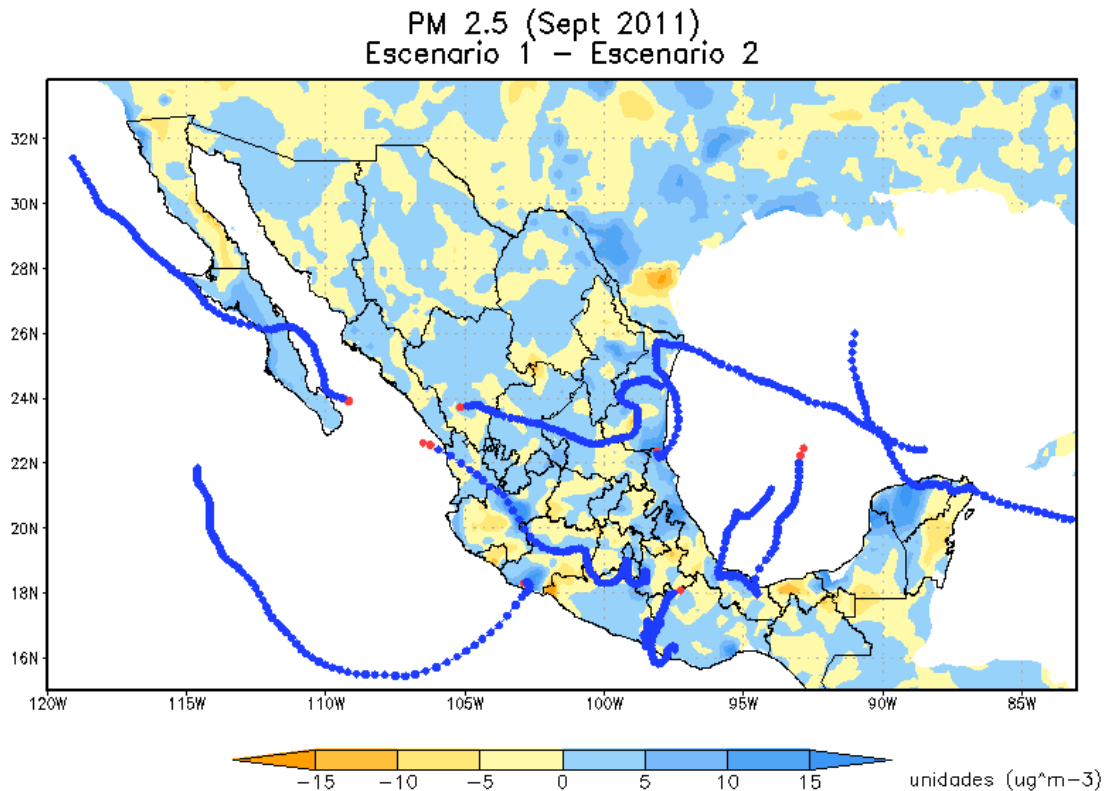 PM 2.5 (Sept 2011)
Escenario 1 – Escenario 2
32N
30N
28N
26N
24N
22N
20N
18N
16N
120W 115W 110W 105W 100W 95W 90W 85W
−15 −10 −5 0 5 10 15 unidades (ug^m−3)